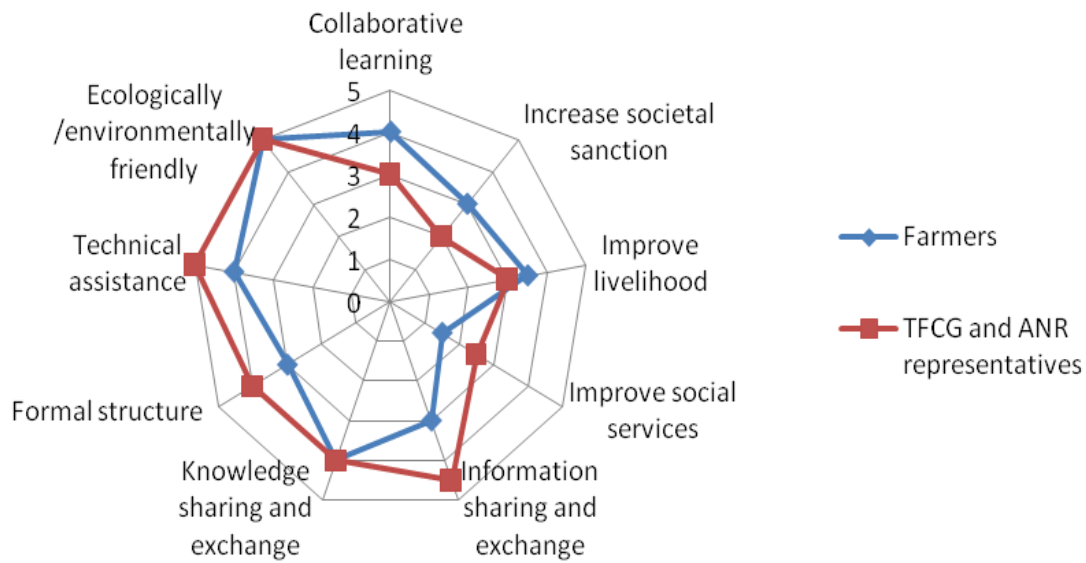 Collaborative
learning
Increase societal
sanction
Improve
livelihood
Improve social
services
Information
sharing and
exchange
Knowledge
sharing and
exchange
Formal structure
Technical
assistance
Ecologically
/environmentally
friendly
5
4
3
2
1
0
Farmers
TFCG and ANR
representatives